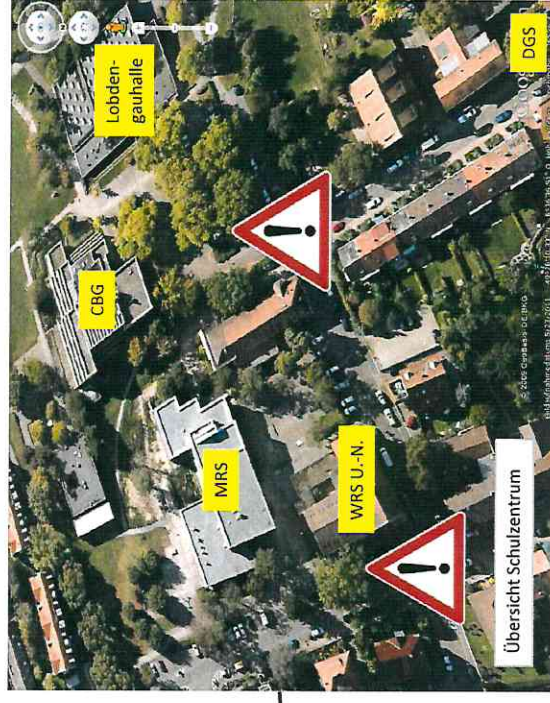 Lobden-
gauhalle
CBG
MRS
WRS U.-N.
DGS
Übersicht Schulzentrum